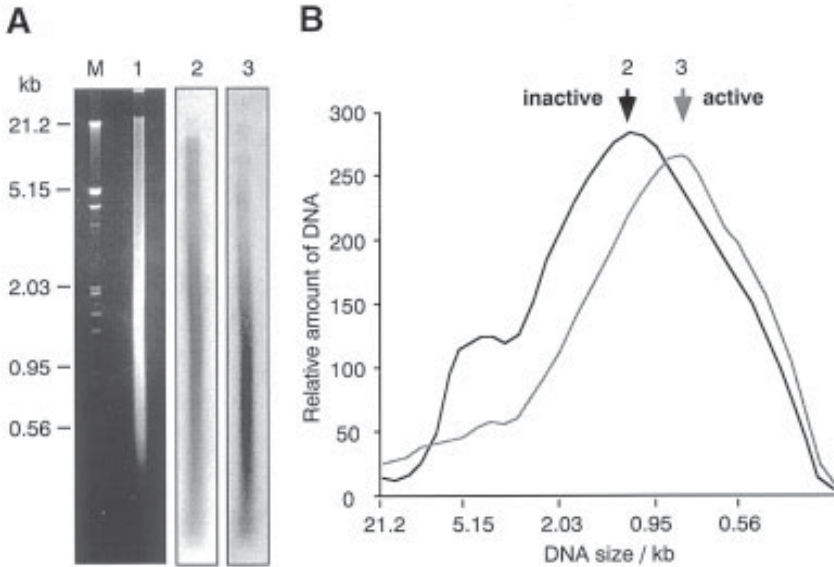 A
B
M 1 2 3
kb
21.2
5.15
2.03
0.95
0.56
2 3
inactive active
300
250
200
150
100
50
0
Relative amount of DNA
21.2 5.15 2.03 0.95 0.56
DNA size / kb